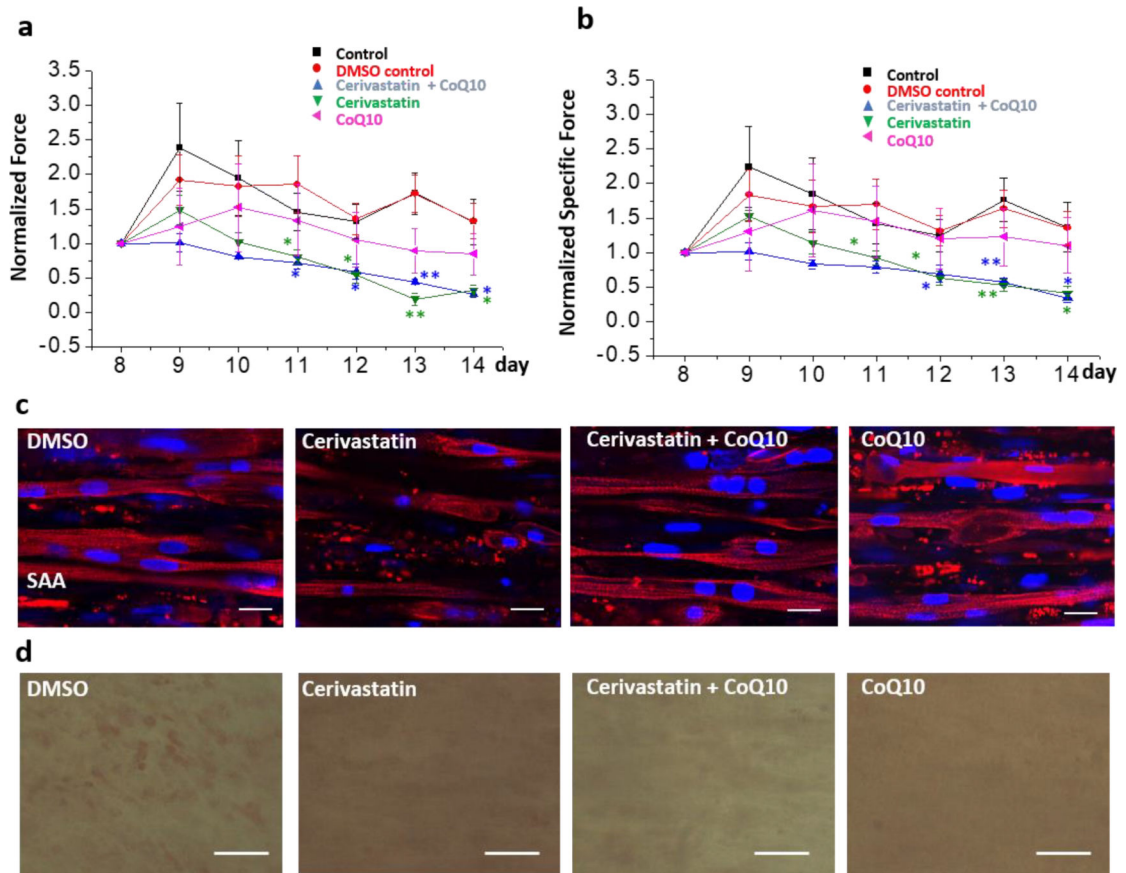 a
Control
DMSO control
Cerivastatin + CoQ10
Cerivastatin
CoQ10
Normalized Force
3.5
3.0
2.5
2.0
1.5
1.0
0.5
0.0
-0.5
*
*
*
*
**
**
*
*
8 9 10 11 12 13 14 day
b
Control
DMSO control
Cerivastatin + CoQ10
Cerivastatin
CoQ10
Normalized Specific Force
3.5
3.0
2.5
2.0
1.5
1.0
0.5
0.0
-0.5
*
*
*
**
**
*
*
8 9 10 11 12 13 14 day
c
DMSO
SAA
Cerivastatin
Cerivastatin + CoQ10
CoQ10
d
DMSO
Cerivastatin
Cerivastatin + CoQ10
CoQ10